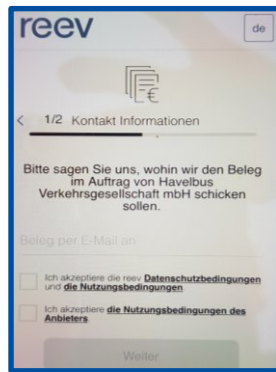 reev
de
€
1/2 Kontakt Informationen
Bitte sagen Sie uns, wohin wir den Beleg
im Auftrag von Havelbus
Verkehrsgesellschaft mbH schicken
sollen.
Beleg per E-Mail an
Ich akzeptiere die reev Datenschutzbedingungen
und die Nutzungsbedingungen
Ich akzeptiere die Nutzungsbedingungen des
Anbieters
Weiter